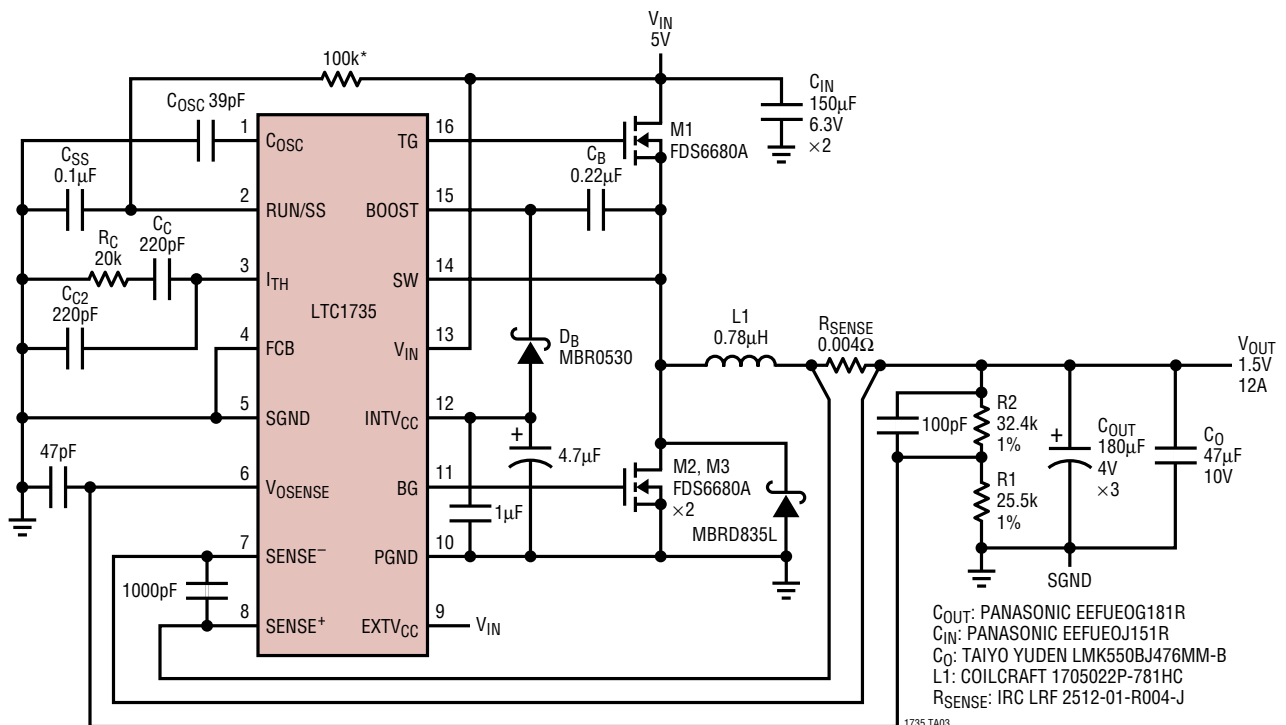 V_IN
5V
100k*
C_IN
150µF
6.3V
×2
C_OSC 39pF
1
C_OSC
TG
16
M1
FDS6680A
C_SS
0.1µF
C_B
0.22µF
2
RUN/SS
BOOST
15
R_C
20k
C_C
220pF
3
I_TH
SW
14
C_C2
220pF
LTC1735
4
FCB
V_IN
13
D_B
MBR0530
L1
0.78µH
R_SENSE
0.004Ω
V_OUT
1.5V
12A
5
SGND
INTV_CC
12
+
4.7µF
100pF
R2
32.4k
1%
+
C_OUT
180µF
4V
×3
C_O
47µF
10V
47pF
6
V_OSENSE
BG
11
1µF
M2, M3
FDS6680A
×2
MBRD835L
R1
25.5k
1%
7
SENSE–
PGND
10
SGND
1000pF
8
SENSE+
EXTV_CC
9
V_IN
C_OUT: PANASONIC EEFUEOG181R
C_IN: PANASONIC EEFUEOJ151R
C_O: TAIYO YUDEN LMK550BJ476MM-B
L1: COILCRAFT 1705022P-781HC
R_SENSE: IRC LRF 2512-01-R004-J
1735 TA03